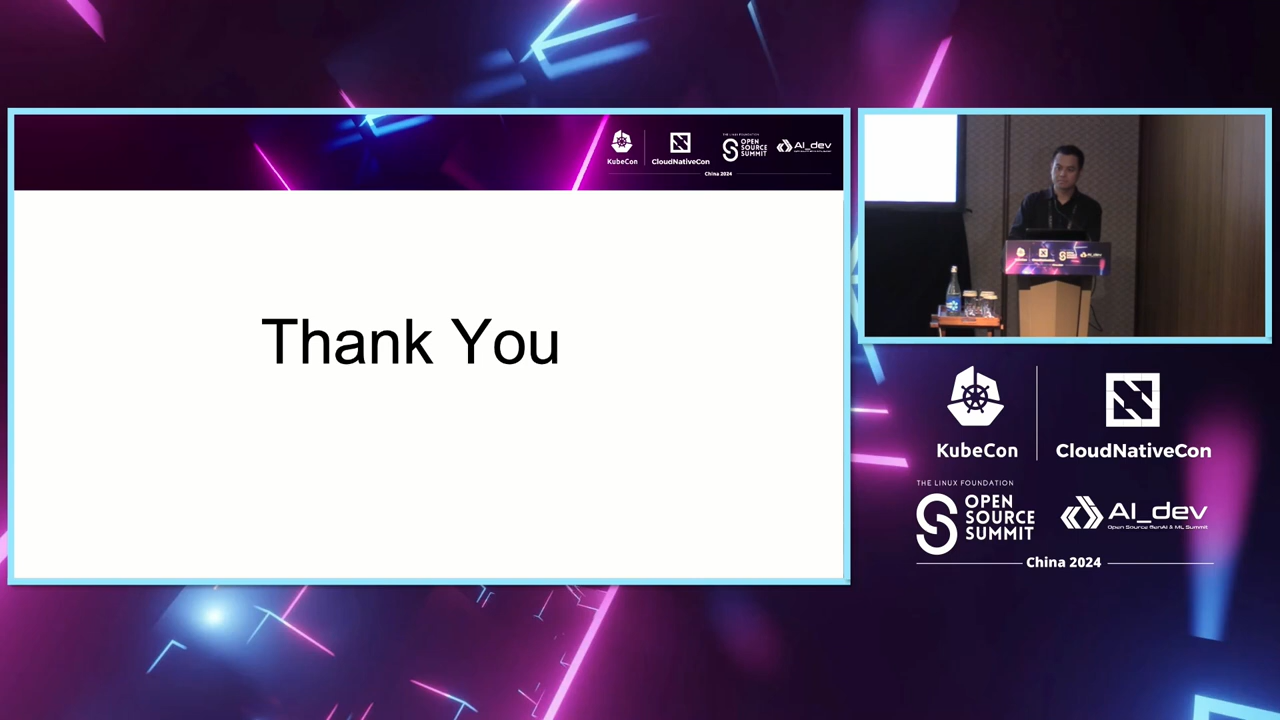 KubeCon
CloudNativeCon
THE LINUX FOUNDATION
OPEN
SOURCE
SUMMIT
AI_dev
China 2024
Thank You
KubeCon
CloudNativeCon
THE LINUX FOUNDATION
OPEN
SOURCE
SUMMIT
AI_dev
Open Source GenAI & ML Summit
China 2024